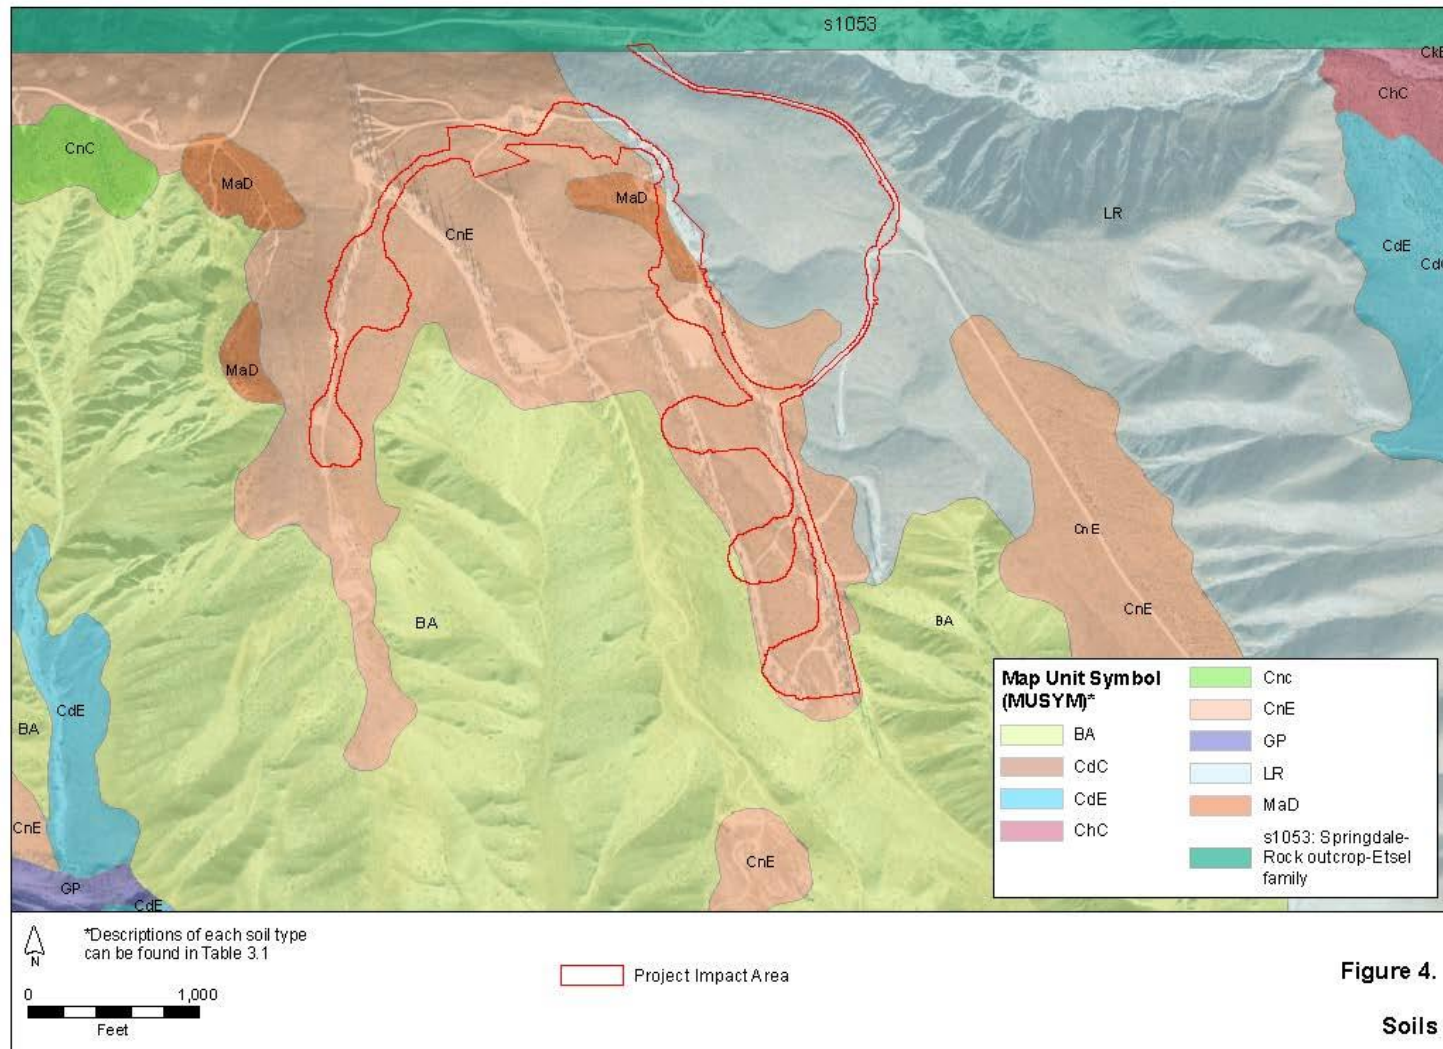 s1053
CkE
ChC
CnC
MaD
MaD
LR
CnE
CdE
CdC
MaD
CnE
BA
BA
CnE
CdE
BA
CnE
CnE
GP
CdE
Map Unit Symbol
(MUSYM)*
BA
CdC
CdE
ChC
Cnc
CnE
GP
LR
MaD
s1053: Springdale-
Rock outcrop-Etsel
family
N
*Descriptions of each soil type
can be found in Table 3.1
0 1,000
Feet
Project Impact Area
Figure 4.
Soils